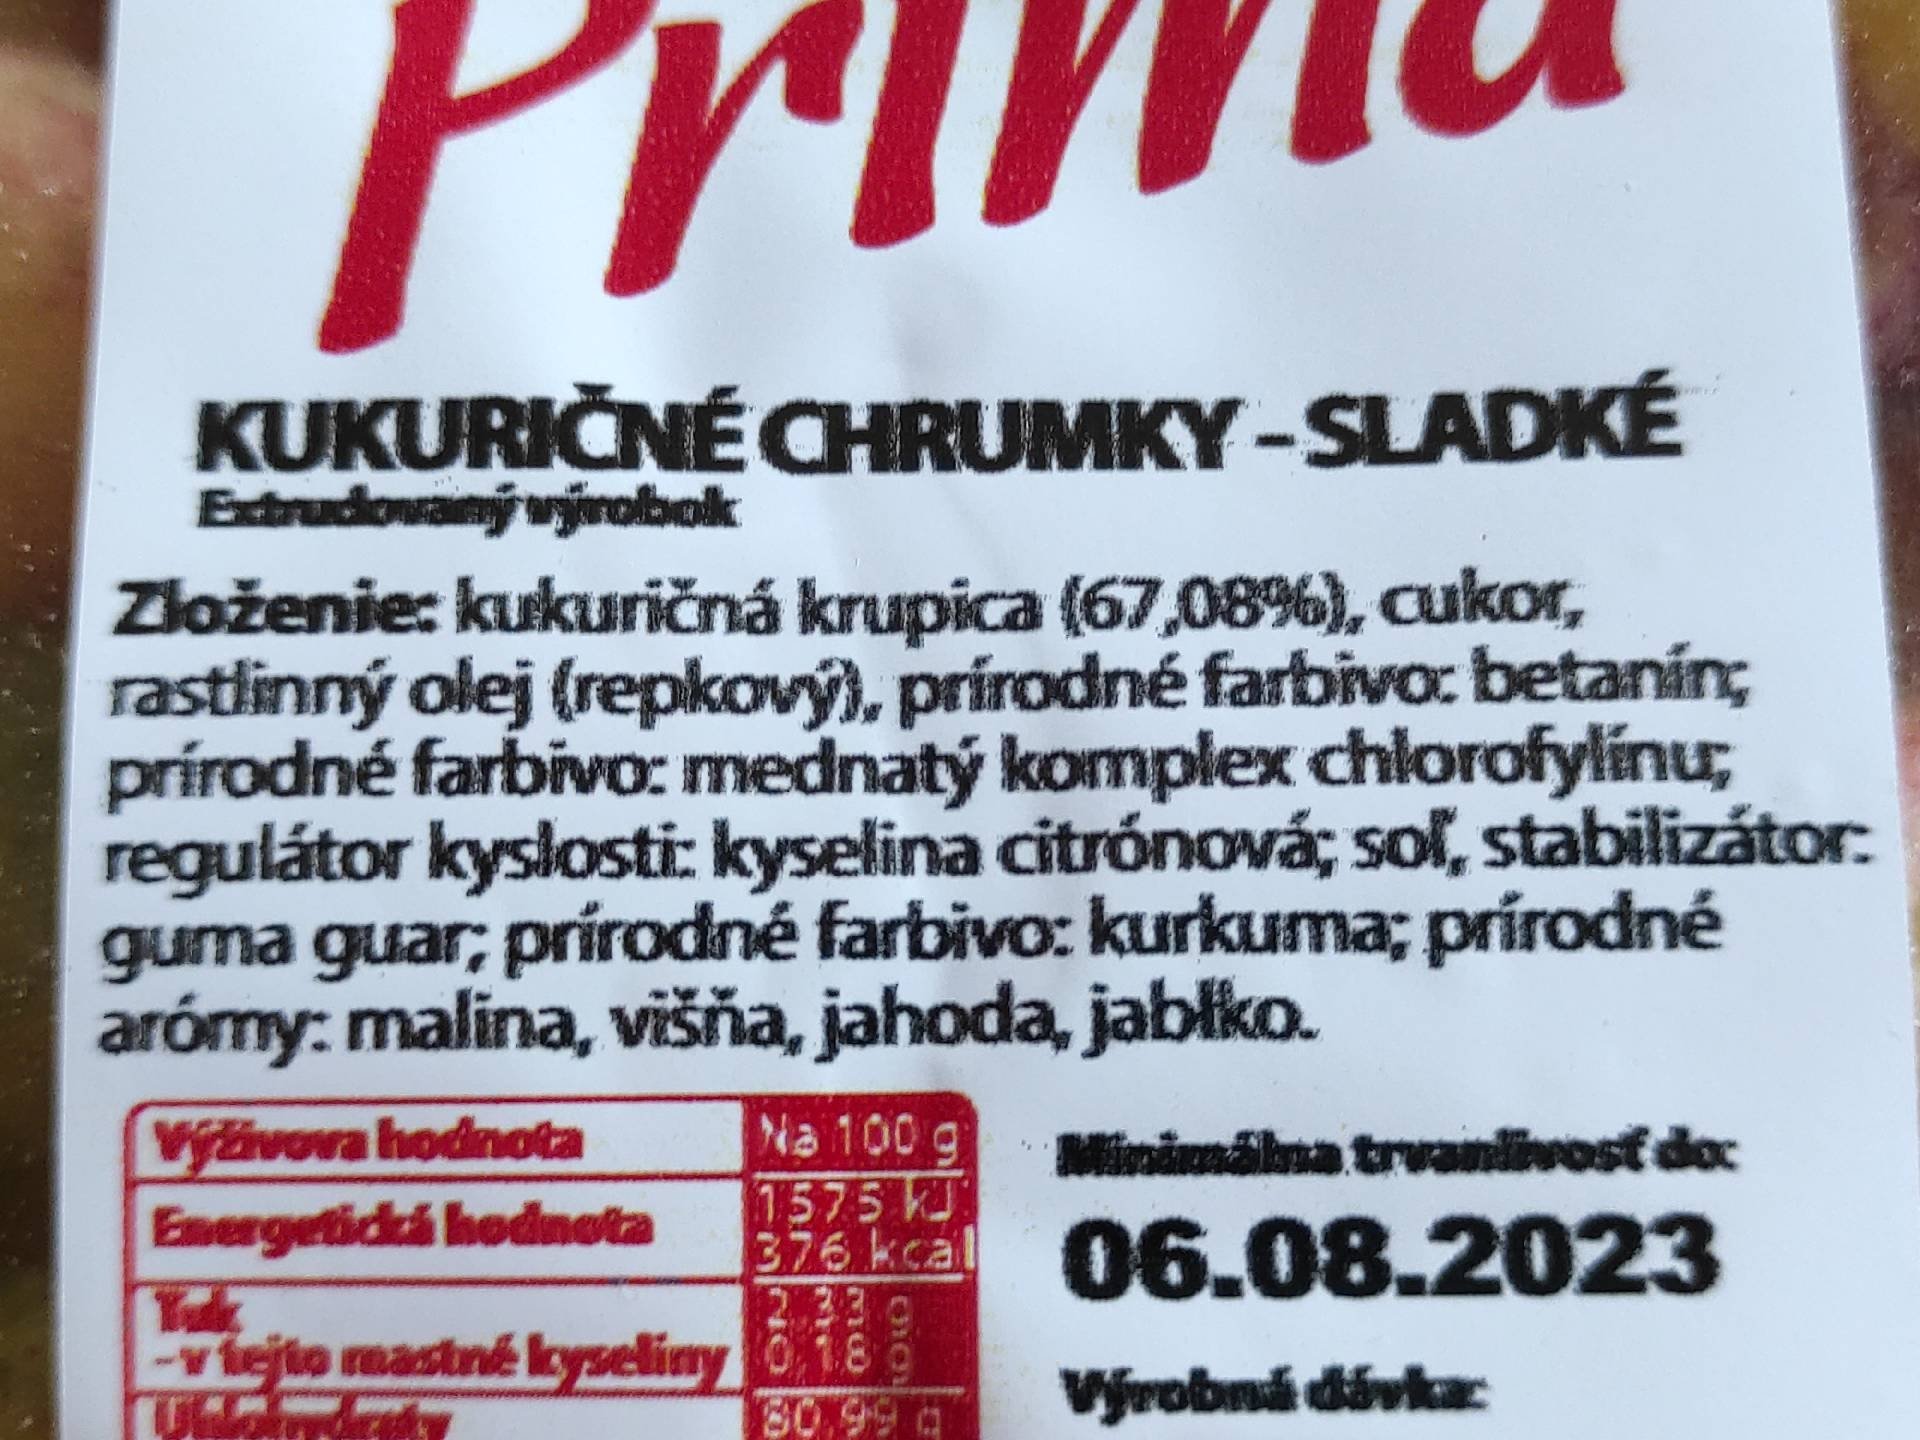 Prima
KUKURIČNÉ CHRUMKY - SLADKÉ
Extrudovaný výrobok
Zloženie: kukuričná krupica (67,08%), cukor,
rastlinný olej (repkový), prírodné farbivo: betanín;
prírodné farbivo: mednatý komplex chlorofylínu;
regulátor kyslosti: kyselina citrónová; soľ, stabilizátor:
guma guar; prírodné farbivo: kurkuma; prírodné
arómy: malina, višňa, jahoda, jabłko.
Výživova hodnota Na 100 g
Energetická hodnota 1575 kJ
376 kcal
Tuk 2.33 g
- v tejto mastné kyseliny 0,18 g
Uhlohydráty 80,99 g
Minimálna trvanlivosť do:
06.08.2023
Výrobná dávka: